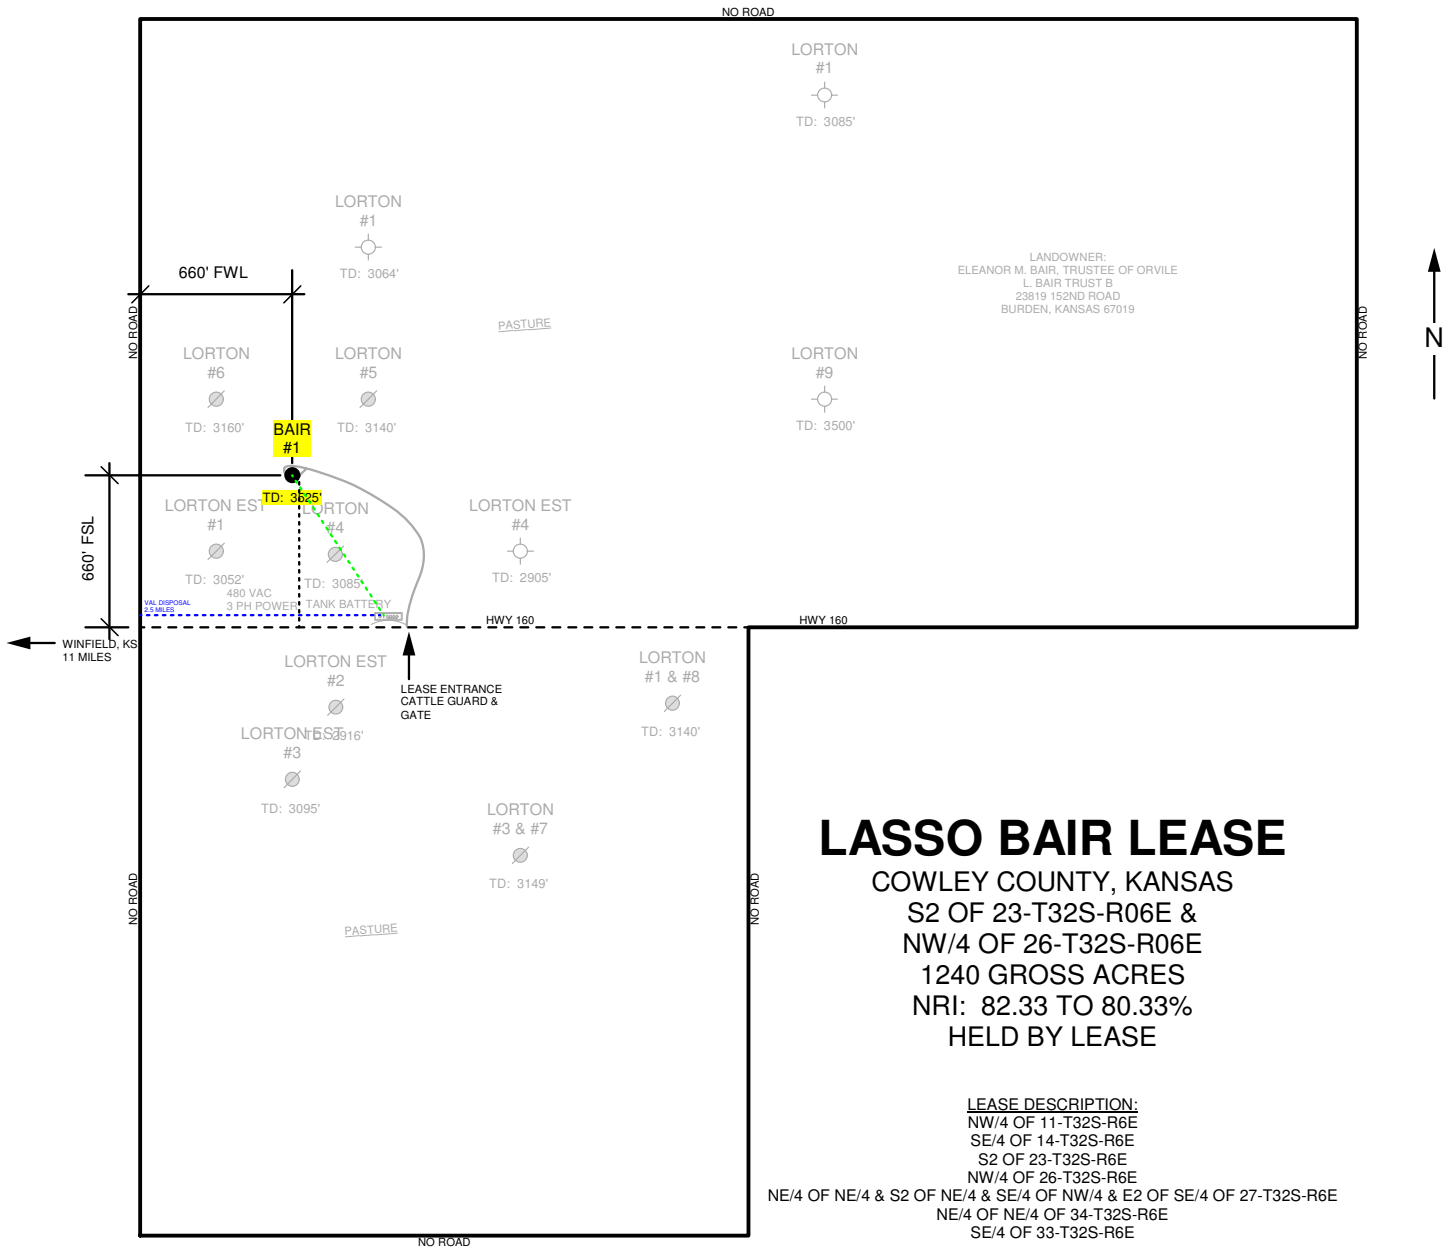 NO ROAD
LORTON
#1
TD: 3085'
LORTON
#1
TD: 3064'
660' FWL
LANDOWNER:
ELEANOR M. BAIR, TRUSTEE OF ORVILE
L. BAIR TRUST B
23819 152ND ROAD
BURDEN, KANSAS 67019
NO ROAD
PASTURE
NO ROAD
N
LORTON
#6
TD: 3160'
LORTON
#5
TD: 3140'
LORTON
#9
TD: 3500'
BAIR
#1
TD: 3625'
660' FSL
LORTON EST
#1
TD: 3052'
LORTON
#4
TD: 3085'
LORTON EST
#4
TD: 2905'
480 VAC
3 PH POWER
TANK BATTERY
VAL DISPOSAL
2.5 MILES
HWY 160
HWY 160
WINFIELD, KS
11 MILES
LEASE ENTRANCE
CATTLE GUARD &
GATE
LORTON EST
#2
TD: 2916'
LORTON
#1 & #8
TD: 3140'
LORTON EST
#3
TD: 3095'
LORTON
#3 & #7
TD: 3149'
NO ROAD
NO ROAD
PASTURE
NO ROAD
LASSO BAIR LEASE
COWLEY COUNTY, KANSAS
S2 OF 23-T32S-R06E &
NW/4 OF 26-T32S-R06E
1240 GROSS ACRES
NRI: 82.33 TO 80.33%
HELD BY LEASE
LEASE DESCRIPTION:
NW/4 OF 11-T32S-R6E
SE/4 OF 14-T32S-R6E
S2 OF 23-T32S-R6E
NW/4 OF 26-T32S-R6E
NE/4 OF NE/4 & S2 OF NE/4 & SE/4 OF NW/4 & E2 OF SE/4 OF 27-T32S-R6E
NE/4 OF NE/4 OF 34-T32S-R6E
SE/4 OF 33-T32S-R6E